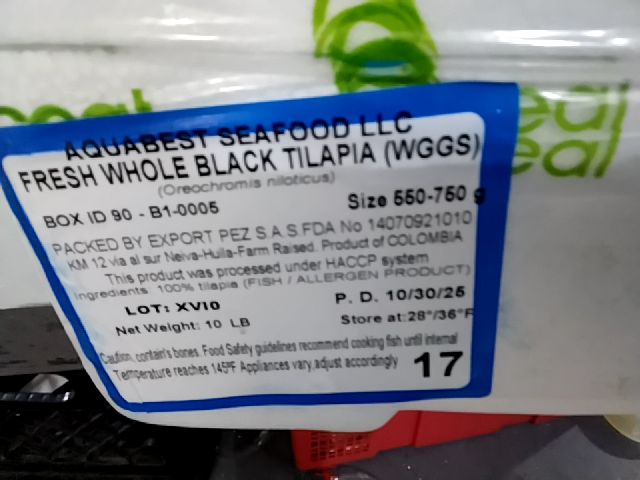 AQUABEST SEAFOOD LLC
FRESH WHOLE BLACK TILAPIA (WGGS)
(Oreochromis niloticus)
BOX ID 90 - B1-0005
Size 550-750 g
PACKED BY EXPORT PEZ S.A.S FDA No 14070921010
KM 12 via al sur Neiva-Huila-Farm Raised. Product of COLOMBIA
This product was processed under HACCP system
Ingredients. 100% tilapia (FISH / ALLERGEN PRODUCT)
LOT: XVI0
P. D. 10/30/25
Net Weight: 10 LB
Store at:28°/36°F
Caution, contain's bones. Food Safety guidelines recommend cooking fish until internal
Temperature reaches 145ºF Appliances vary,adjust accordingly
17